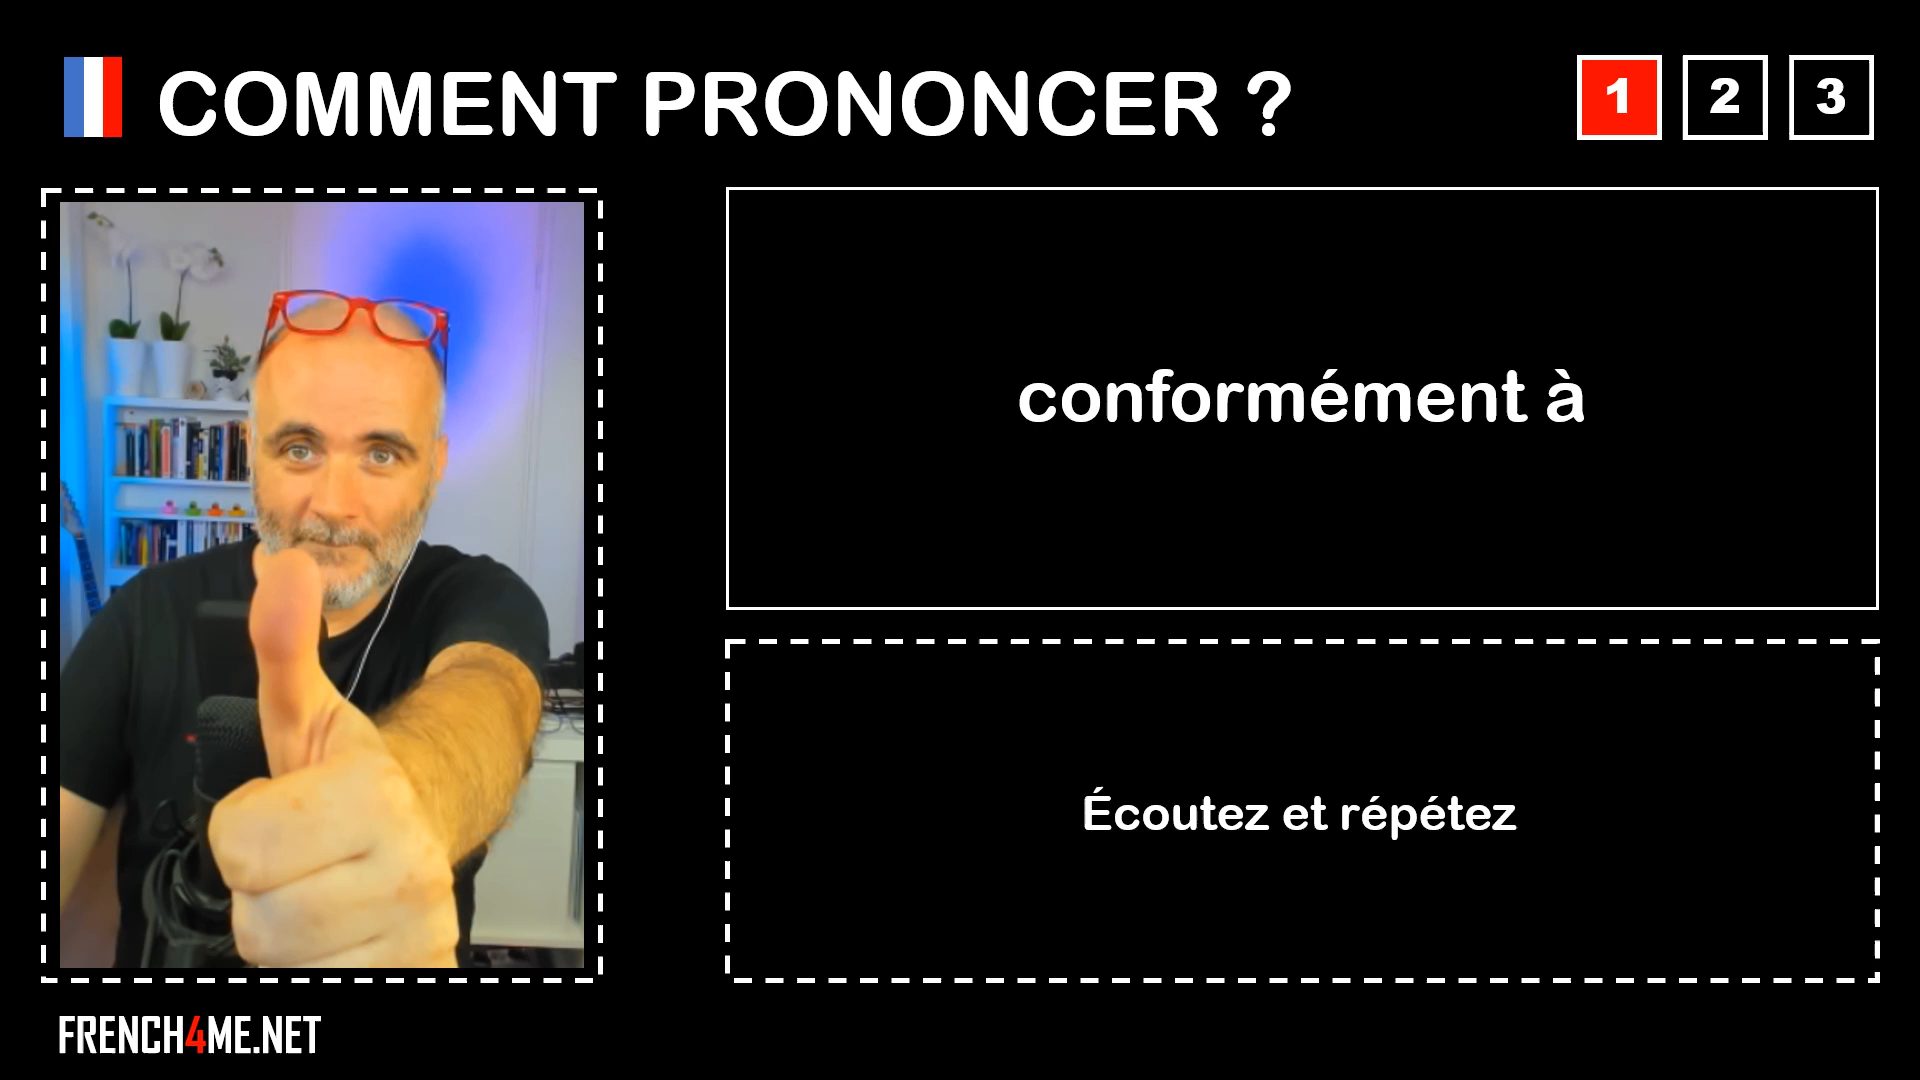 COMMENT PRONONCER ?
1 2 3
conformément à
Écoutez et répétez
FRENCH4ME.NET